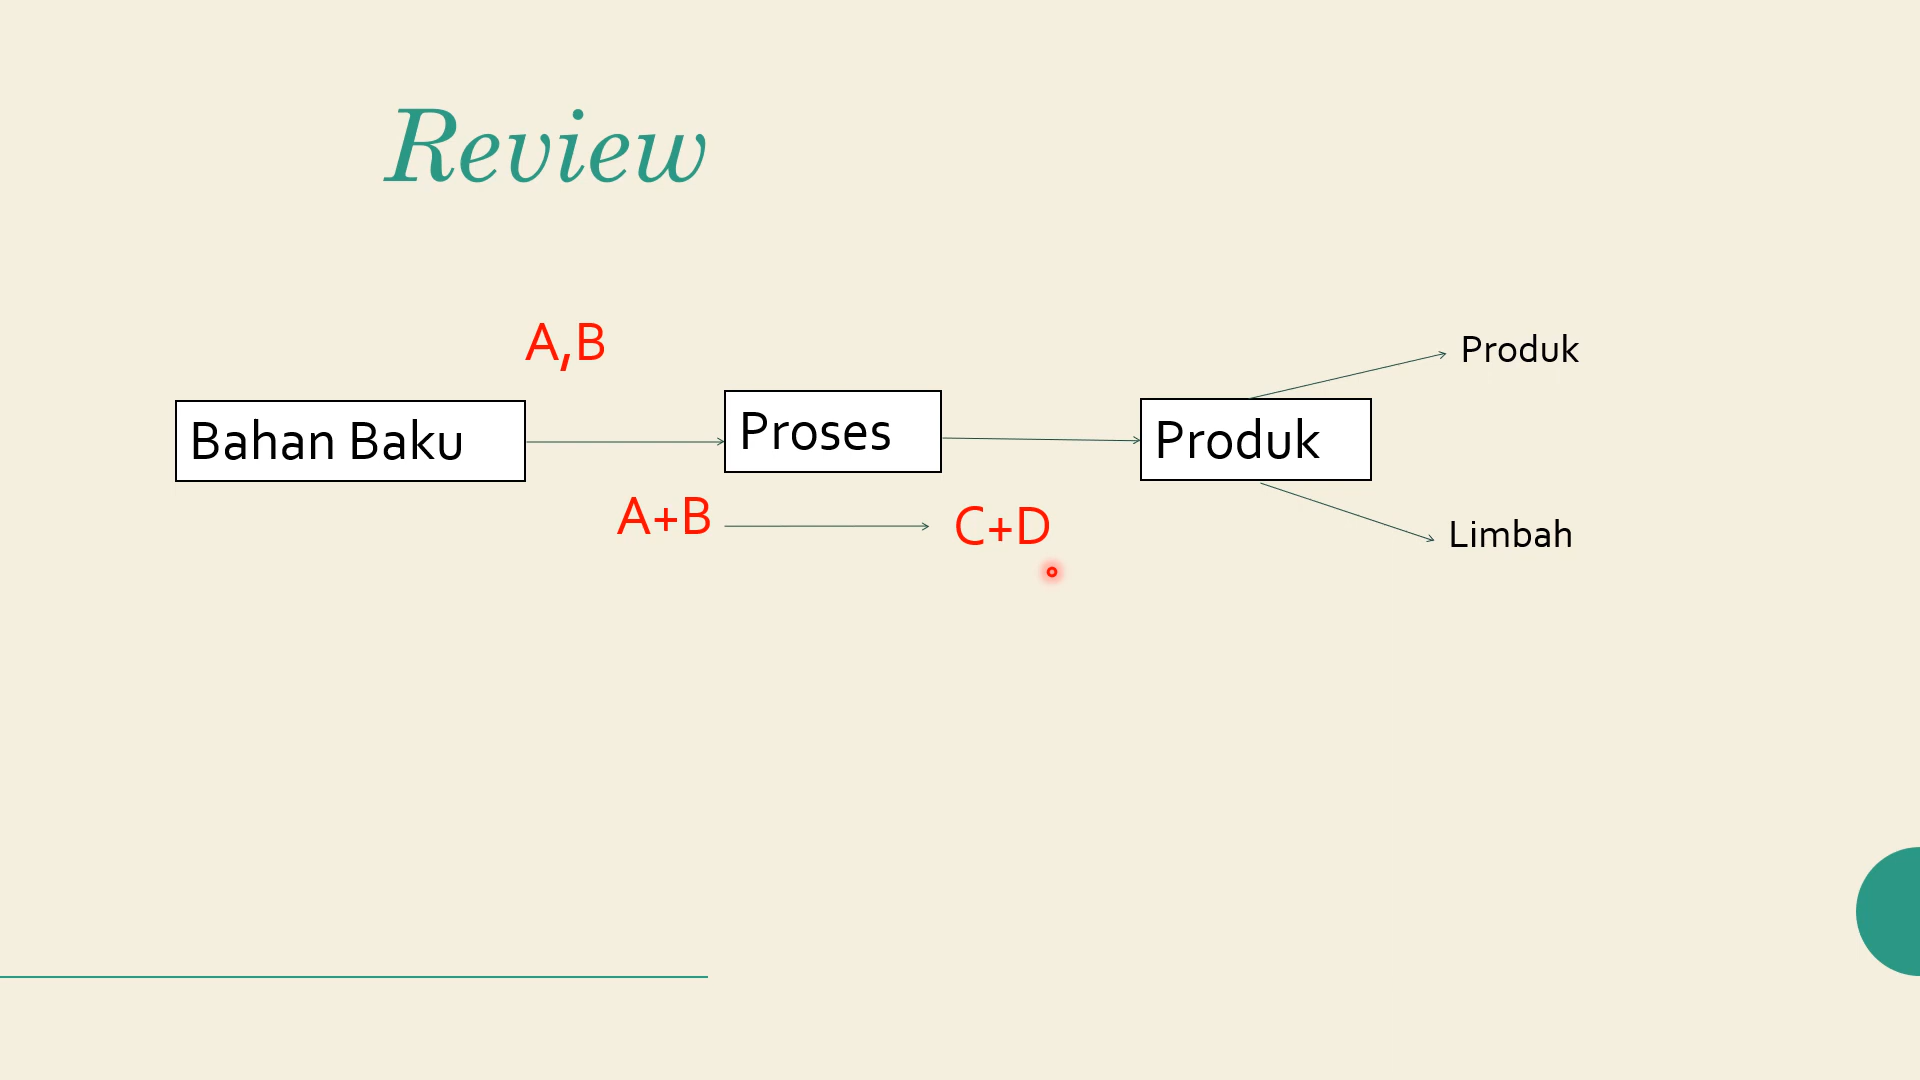 Review
A,B
Produk
Bahan Baku
Proses
Produk
A+B
C+D
Limbah